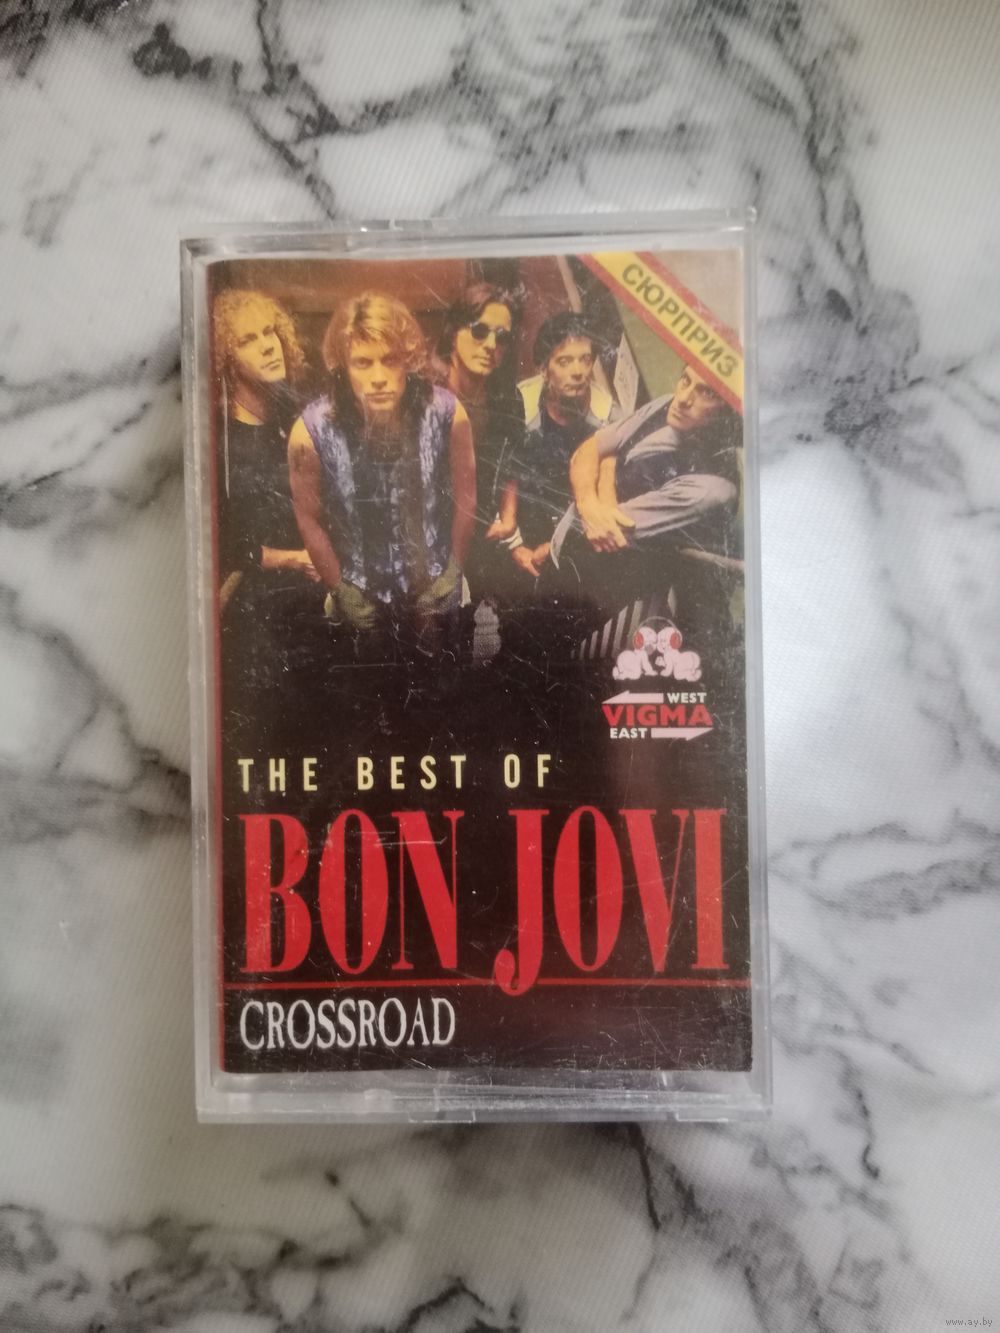 СЮРПРИЗ
WEST
VIGMA
EAST
THE BEST OF
BON JOVI
CROSSROAD
www.ay.by